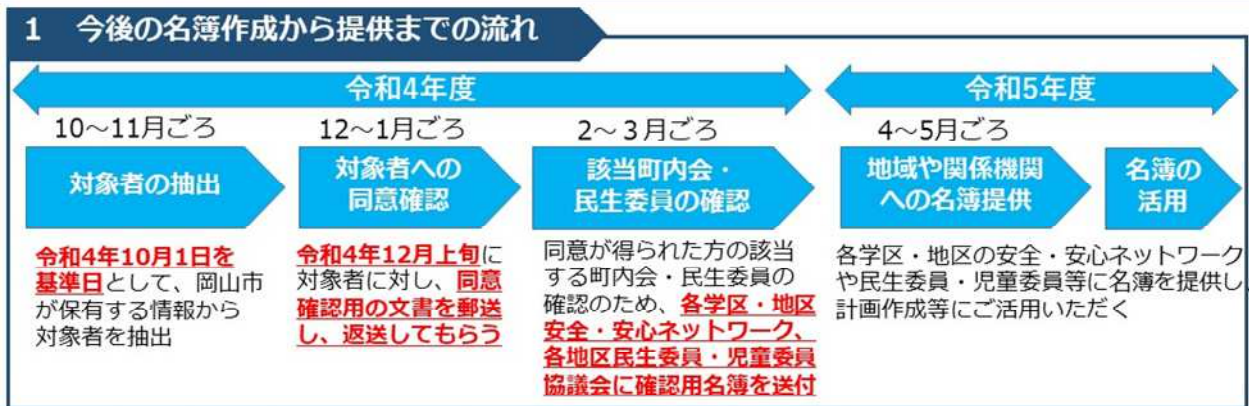 1 今後の名簿作成から提供までの流れ
令和4年度
令和5年度
10～11月ごろ
対象者の抽出
令和4年10月1日を
基準日として、岡山市
が保有する情報から
対象者を抽出
12～1月ごろ
対象者への
同意確認
令和4年12月上旬に
対象者に対し、同意
確認用の文書を郵送
し、返送してもらう
2～3月ごろ
該当町内会・
民生委員の確認
同意が得られた方の該当
する町内会・民生委員の
確認のため、各学区・地区
安全・安心ネットワーク、
各地区民生委員・児童委員
協議会に確認用名簿を送付
4～5月ごろ
地域や関係機関
への名簿提供
名簿の
活用
各学区・地区の安全・安心ネットワーク
や民生委員・児童委員等に名簿を提供し、
計画作成等にご活用いただく